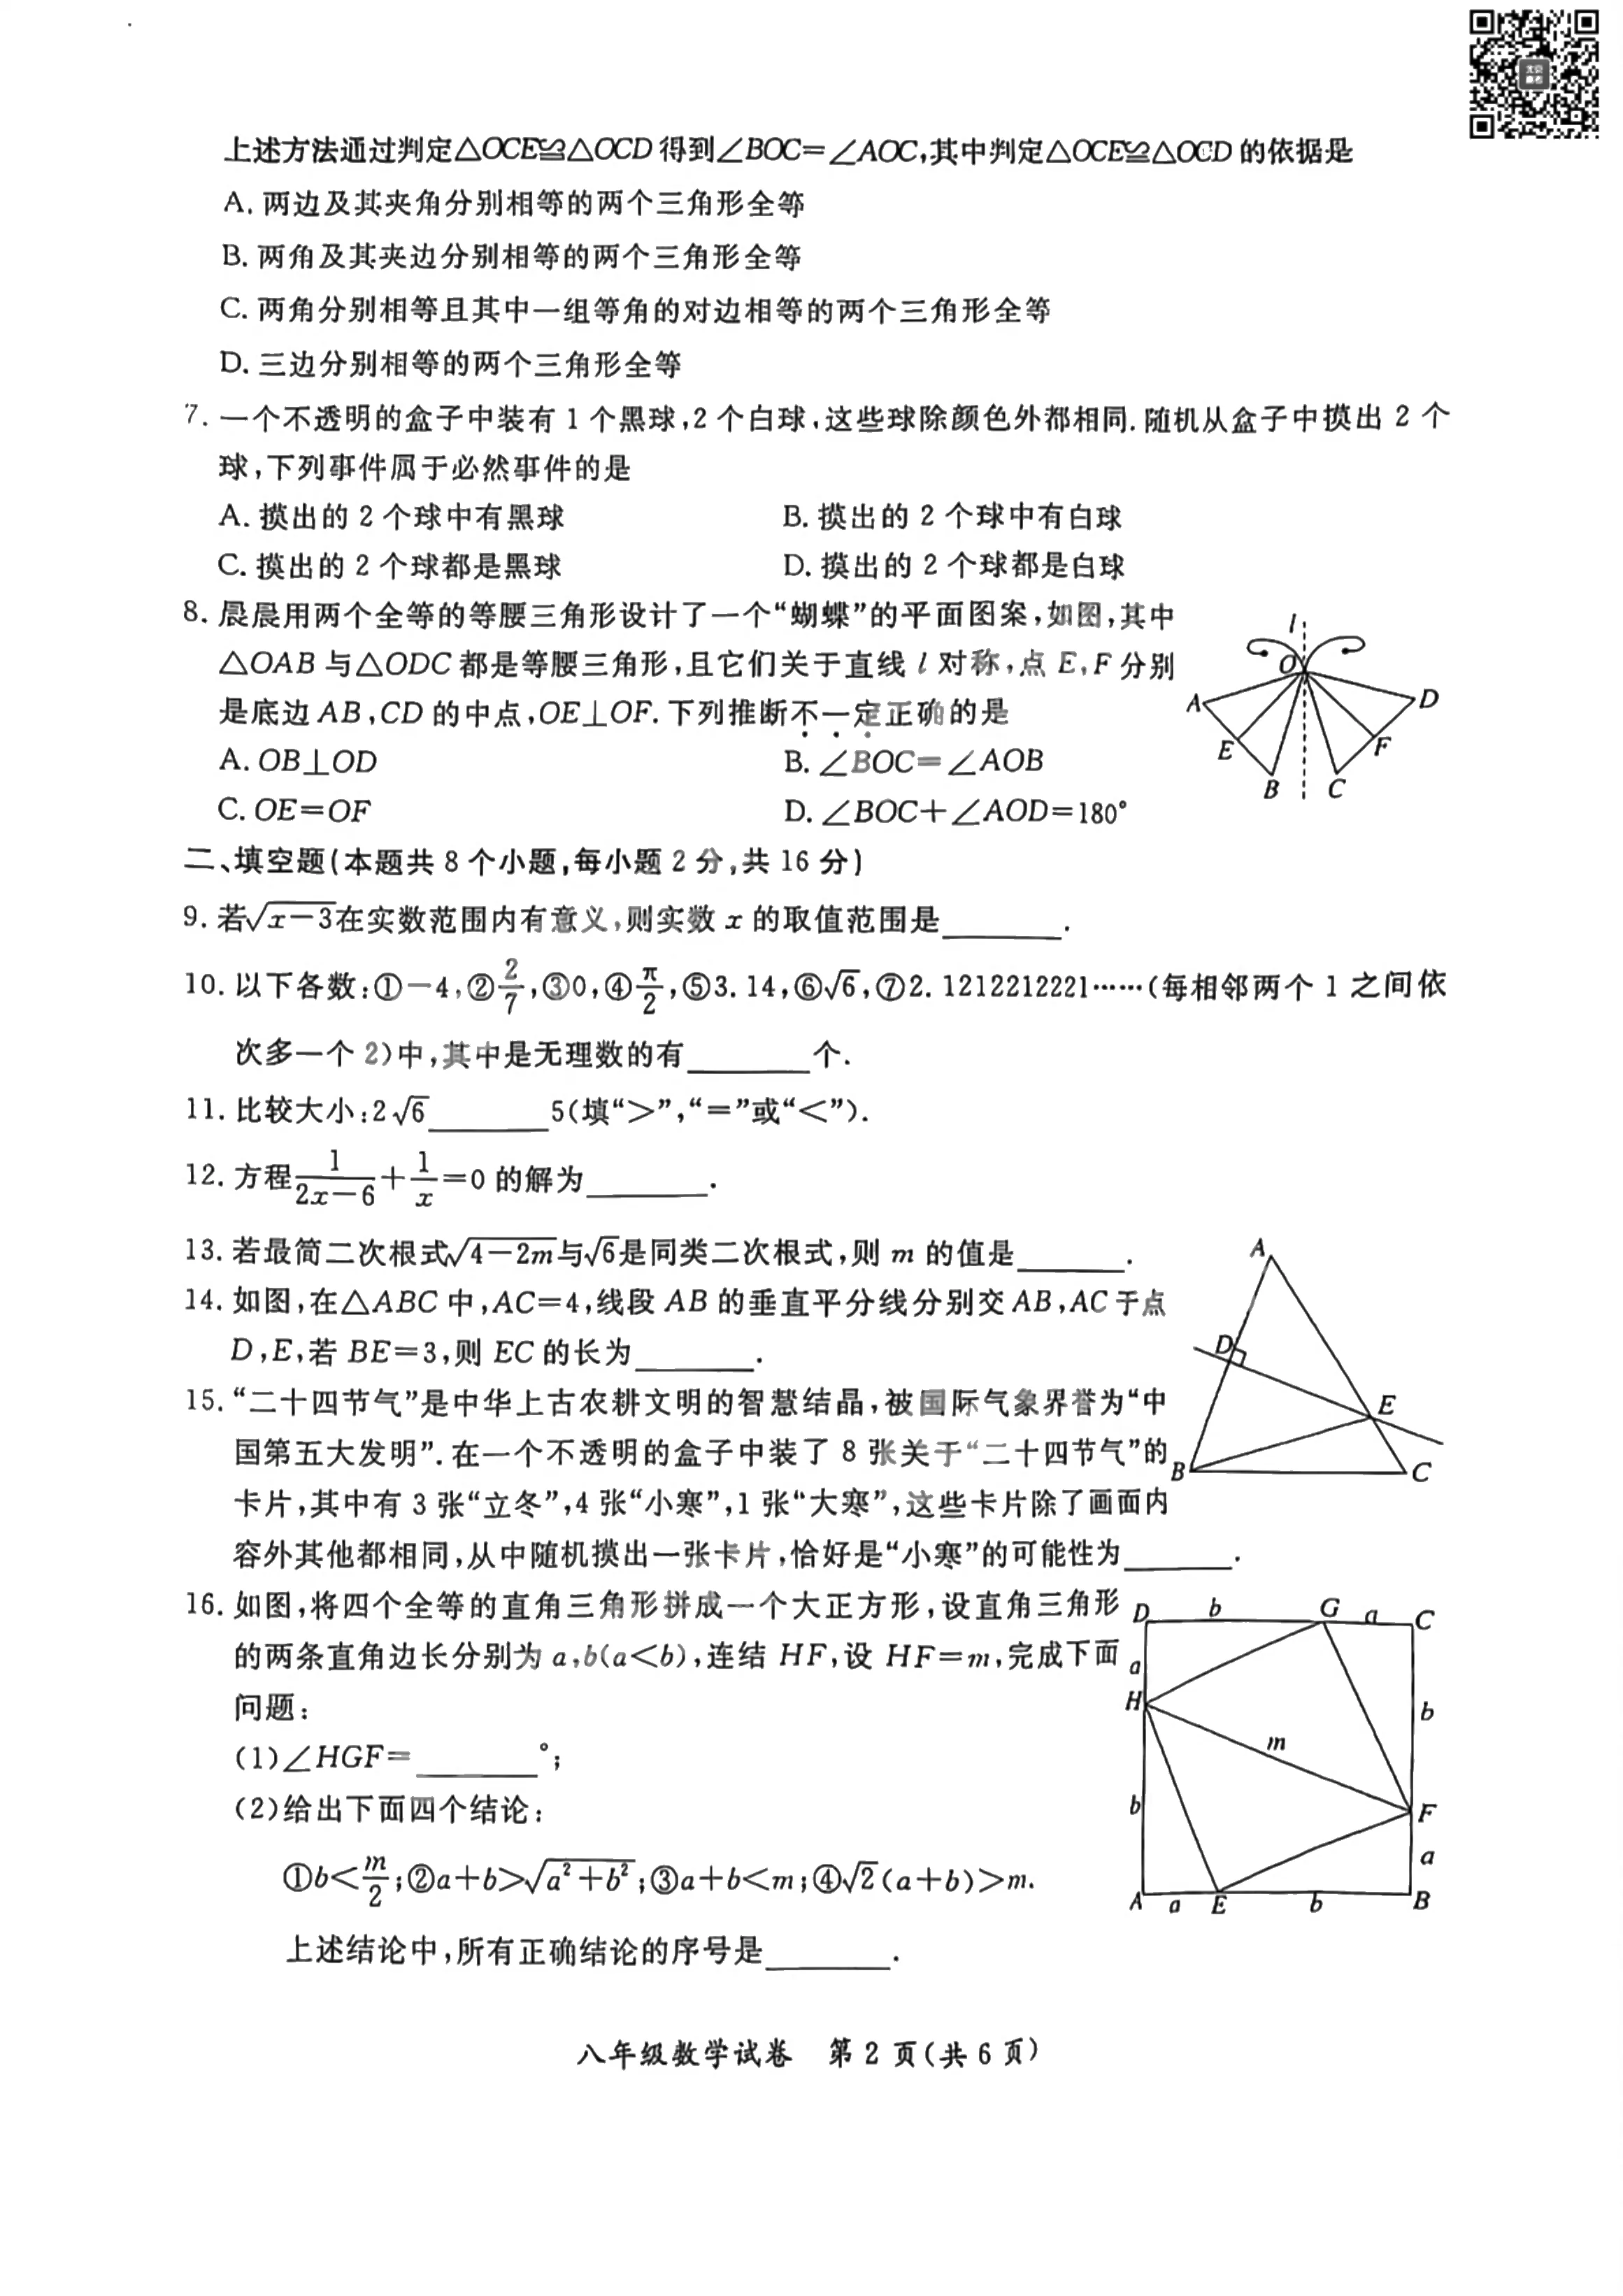 上述方法通过判定△OCE≌△OCD得到∠BOC=∠AOC,其中判定△OCE≌△OCD的依据是
A. 两边及其夹角分别相等的两个三角形全等
B. 两角及其夹边分别相等的两个三角形全等
C. 两角分别相等且其中一组等角的对边相等的两个三角形全等
D. 三边分别相等的两个三角形全等
7. 一个不透明的盒子中装有1个黑球,2个白球,这些球除颜色外都相同.随机从盒子中摸出2个
球,下列事件属于必然事件的是
A. 摸出的2个球中有黑球 B. 摸出的2个球中有白球
C. 摸出的2个球都是黑球 D. 摸出的2个球都是白球
8. 晨晨用两个全等的等腰三角形设计了一个“蝴蝶”的平面图案,如图,其中
△OAB与△ODC都是等腰三角形,且它们关于直线l对称,点E,F分别
是底边AB,CD的中点,OE⊥OF.下列推断不一定正确的是
A. OB⊥OD B. ∠BOC=∠AOB
C. OE=OF D. ∠BOC+∠AOD=180°
l
O
A
D
E
F
B
C
二、填空题(本题共8个小题,每小题2分,共16分)
9. 若√(x-3)在实数范围内有意义,则实数x的取值范围是______.
10. 以下各数:①-4,②2/7,③0,④π/2,⑤3.14,⑥√6,⑦2.1212212221……(每相邻两个1之间依
次多一个2)中,其中是无理数的有______个.
11. 比较大小:2√6______5(填“>”,“=”或“<”).
12. 方程1/(2x-6)+1/x=0的解为______.
13. 若最简二次根式√(4-2m)与√6是同类二次根式,则m的值是______.
14. 如图,在△ABC中,AC=4,线段AB的垂直平分线分别交AB,AC于点
D,E,若BE=3,则EC的长为______.
A
D
E
B
C
15. “二十四节气”是中华上古农耕文明的智慧结晶,被国际气象界誉为“中
国第五大发明”.在一个不透明的盒子中装了8张关于“二十四节气”的
卡片,其中有3张“立冬”,4张“小寒”,1张“大寒”,这些卡片除了画面内
容外其他都相同,从中随机摸出一张卡片,恰好是“小寒”的可能性为______.
16. 如图,将四个全等的直角三角形拼成一个大正方形,设直角三角形
的两条直角边长分别为a,b(a<b),连结HF,设HF=m,完成下面
问题:
(1)∠HGF=______°;
(2)给出下面四个结论:
①b<m/2;②a+b>√(a²+b²);③a+b<m;④√2(a+b)>m.
上述结论中,所有正确结论的序号是______.
D b G a C
a
H
b
m
b
F
a
A a E b B
八年级数学试卷 第2页(共6页)